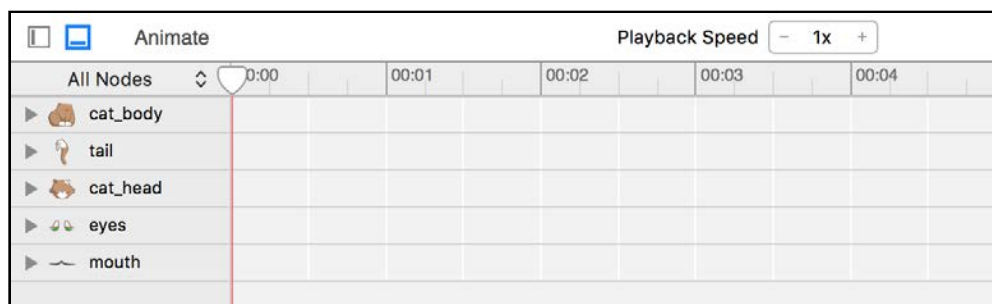 Animate Playback Speed − 1x +
All Nodes 0:00 00:01 00:02 00:03 00:04
cat_body
tail
cat_head
eyes
mouth